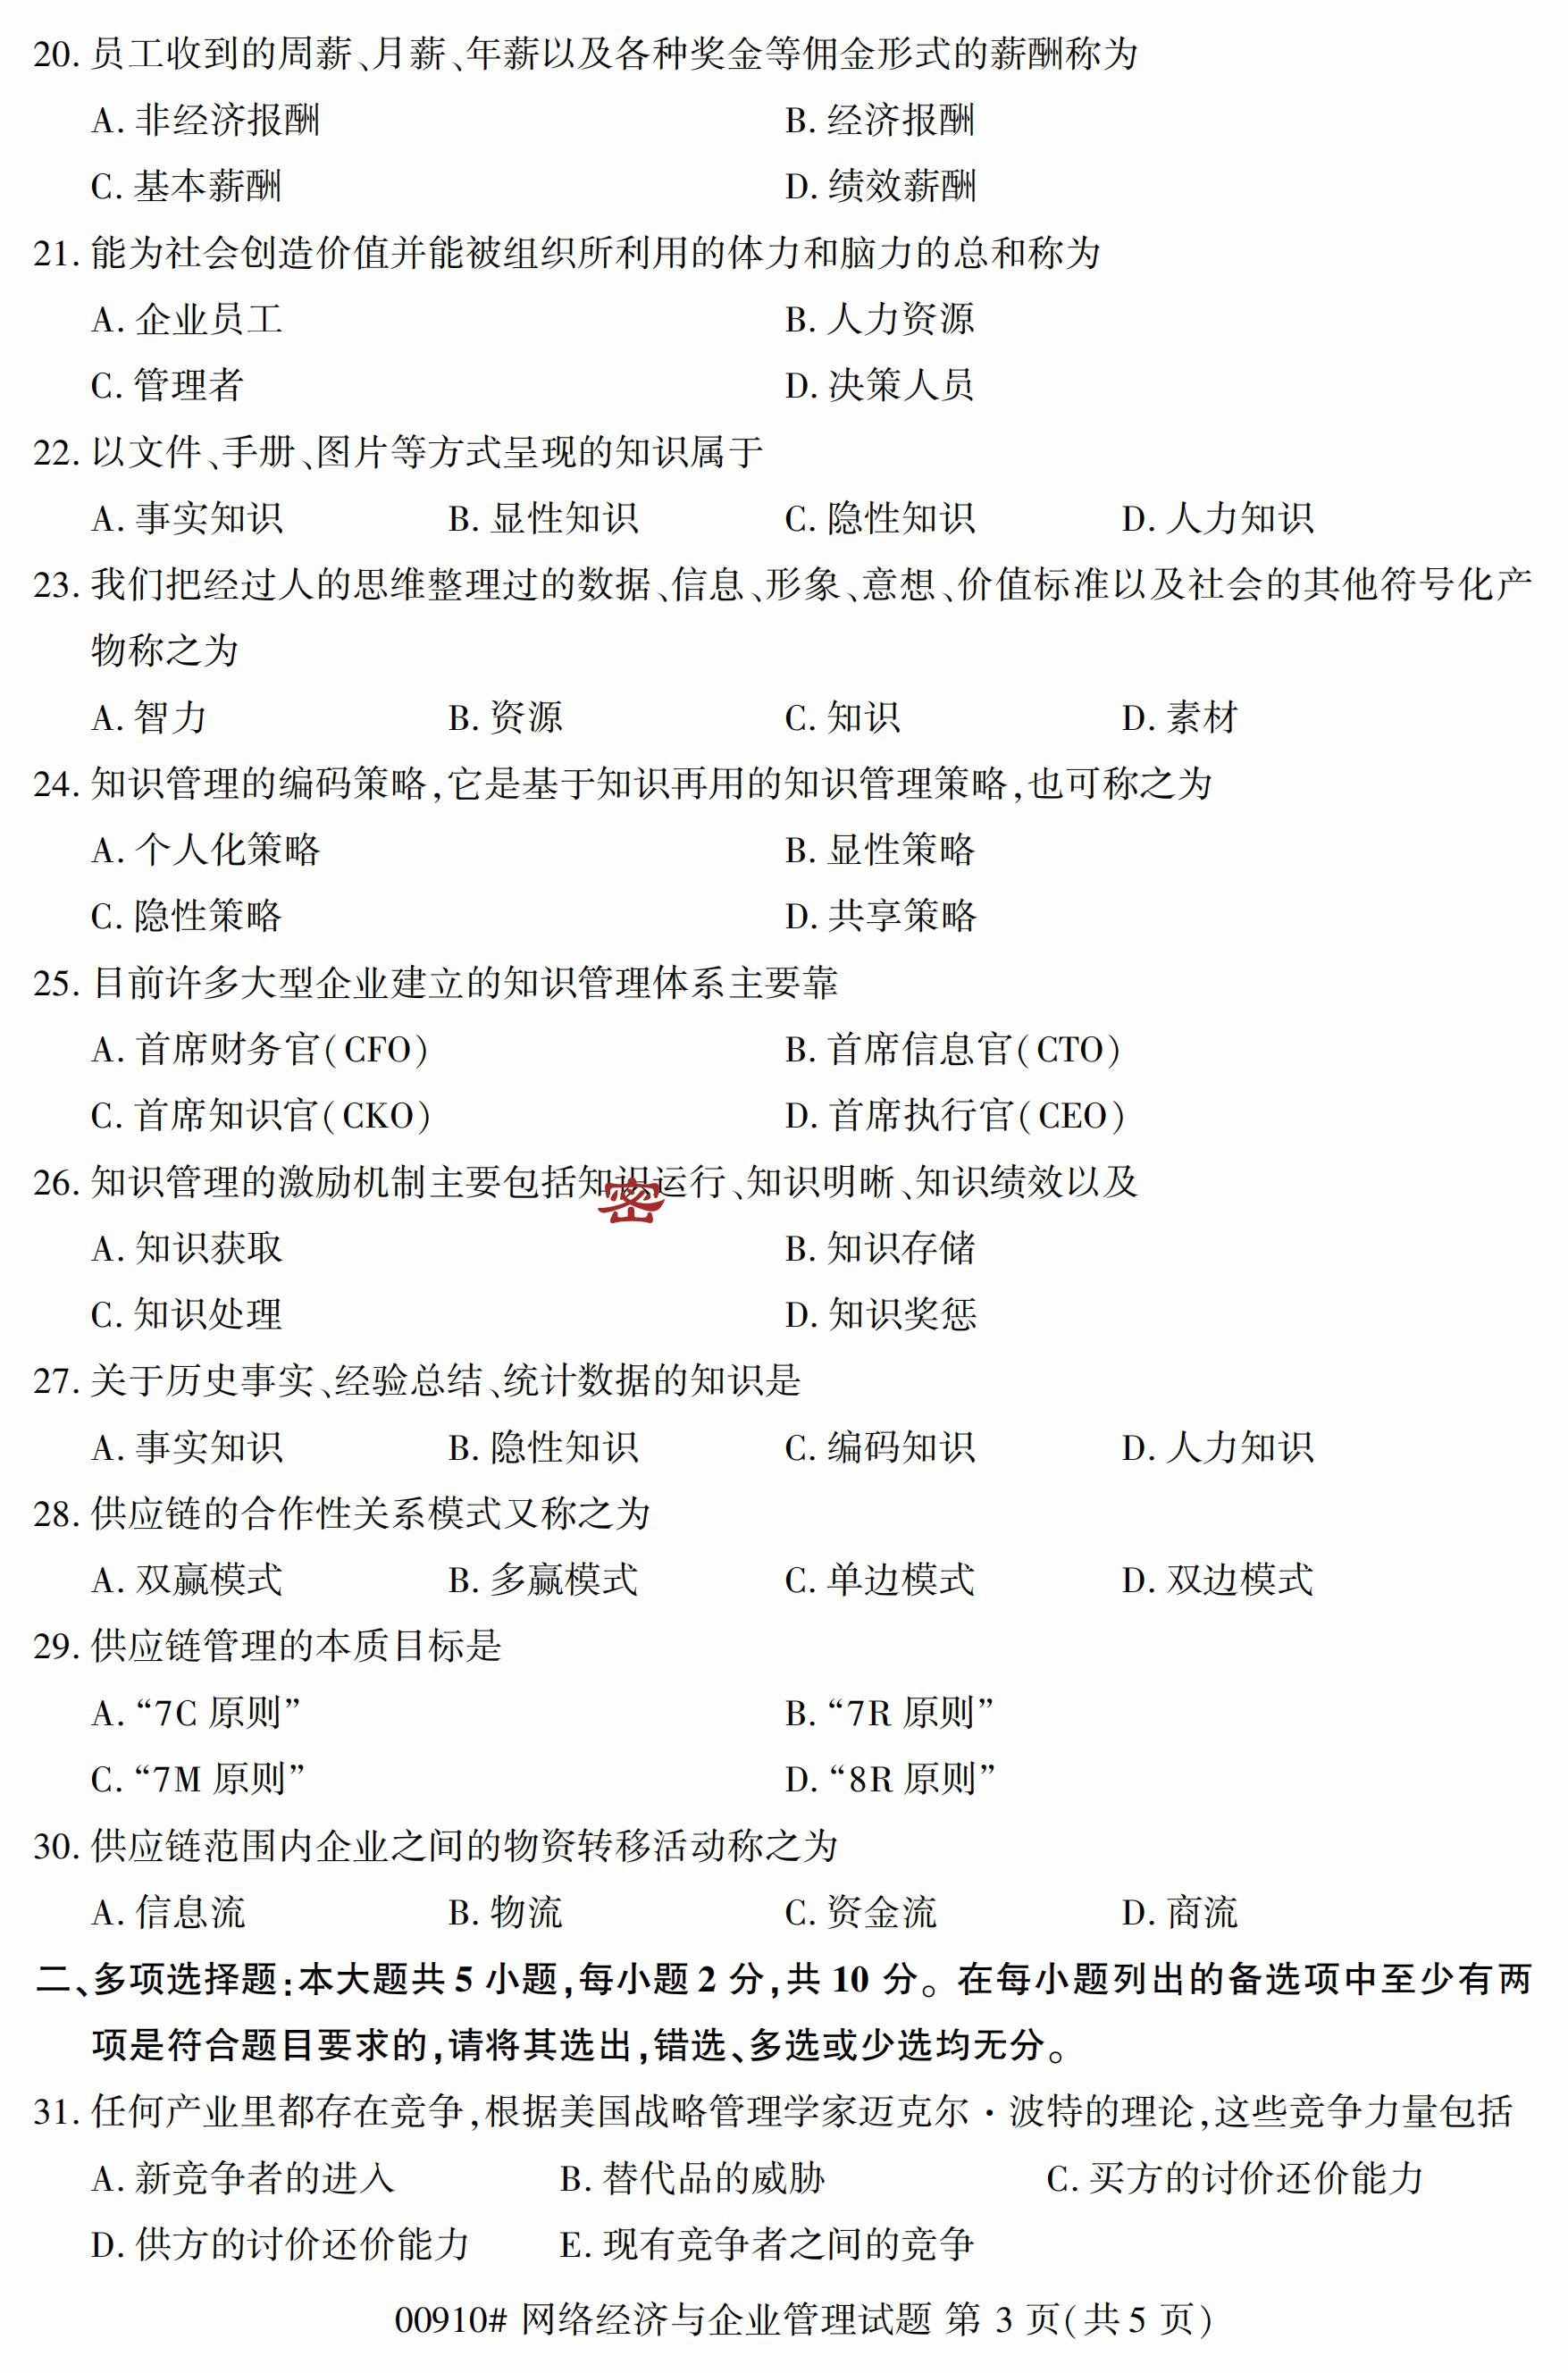 20. 员工收到的周薪、月薪、年薪以及各种奖金等佣金形式的薪酬称为
A. 非经济报酬 B. 经济报酬
C. 基本薪酬 D. 绩效薪酬
21. 能为社会创造价值并能被组织所利用的体力和脑力的总和称为
A. 企业员工 B. 人力资源
C. 管理者 D. 决策人员
22. 以文件、手册、图片等方式呈现的知识属于
A. 事实知识 B. 显性知识 C. 隐性知识 D. 人力知识
23. 我们把经过人的思维整理过的数据、信息、形象、意想、价值标准以及社会的其他符号化产
物称之为
A. 智力 B. 资源 C. 知识 D. 素材
24. 知识管理的编码策略,它是基于知识再用的知识管理策略,也可称之为
A. 个人化策略 B. 显性策略
C. 隐性策略 D. 共享策略
25. 目前许多大型企业建立的知识管理体系主要靠
A. 首席财务官(CFO) B. 首席信息官(CTO)
C. 首席知识官(CKO) D. 首席执行官(CEO)
26. 知识管理的激励机制主要包括知识运行、知识明晰、知识绩效以及
密
A. 知识获取 B. 知识存储
C. 知识处理 D. 知识奖惩
27. 关于历史事实、经验总结、统计数据的知识是
A. 事实知识 B. 隐性知识 C. 编码知识 D. 人力知识
28. 供应链的合作性关系模式又称之为
A. 双赢模式 B. 多赢模式 C. 单边模式 D. 双边模式
29. 供应链管理的本质目标是
A. “7C 原则” B. “7R 原则”
C. “7M 原则” D. “8R 原则”
30. 供应链范围内企业之间的物资转移活动称之为
A. 信息流 B. 物流 C. 资金流 D. 商流
二、多项选择题:本大题共 5 小题,每小题 2 分,共 10 分。在每小题列出的备选项中至少有两
项是符合题目要求的,请将其选出,错选、多选或少选均无分。
31. 任何产业里都存在竞争,根据美国战略管理学家迈克尔·波特的理论,这些竞争力量包括
A. 新竞争者的进入 B. 替代品的威胁 C. 买方的讨价还价能力
D. 供方的讨价还价能力 E. 现有竞争者之间的竞争
00910# 网络经济与企业管理试题 第 3 页(共 5 页)